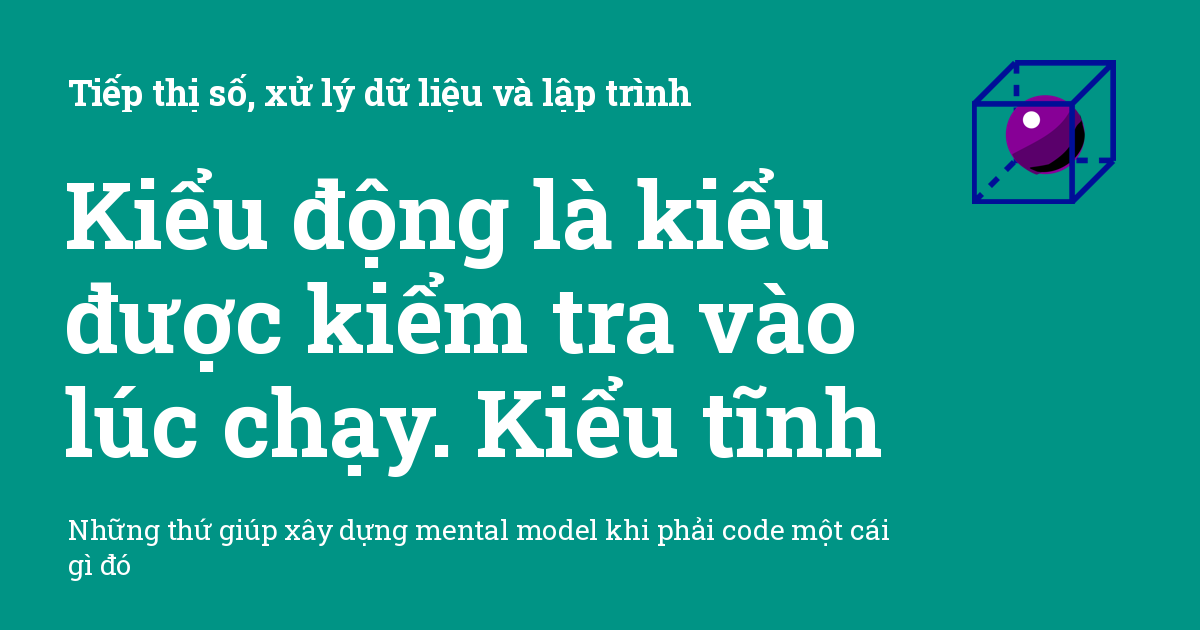 Tiếp thị số, xử lý dữ liệu và lập trình
Kiểu động là kiểu
được kiểm tra vào
lúc chạy. Kiểu tĩnh
Những thứ giúp xây dựng mental model khi phải code một cái
gì đó